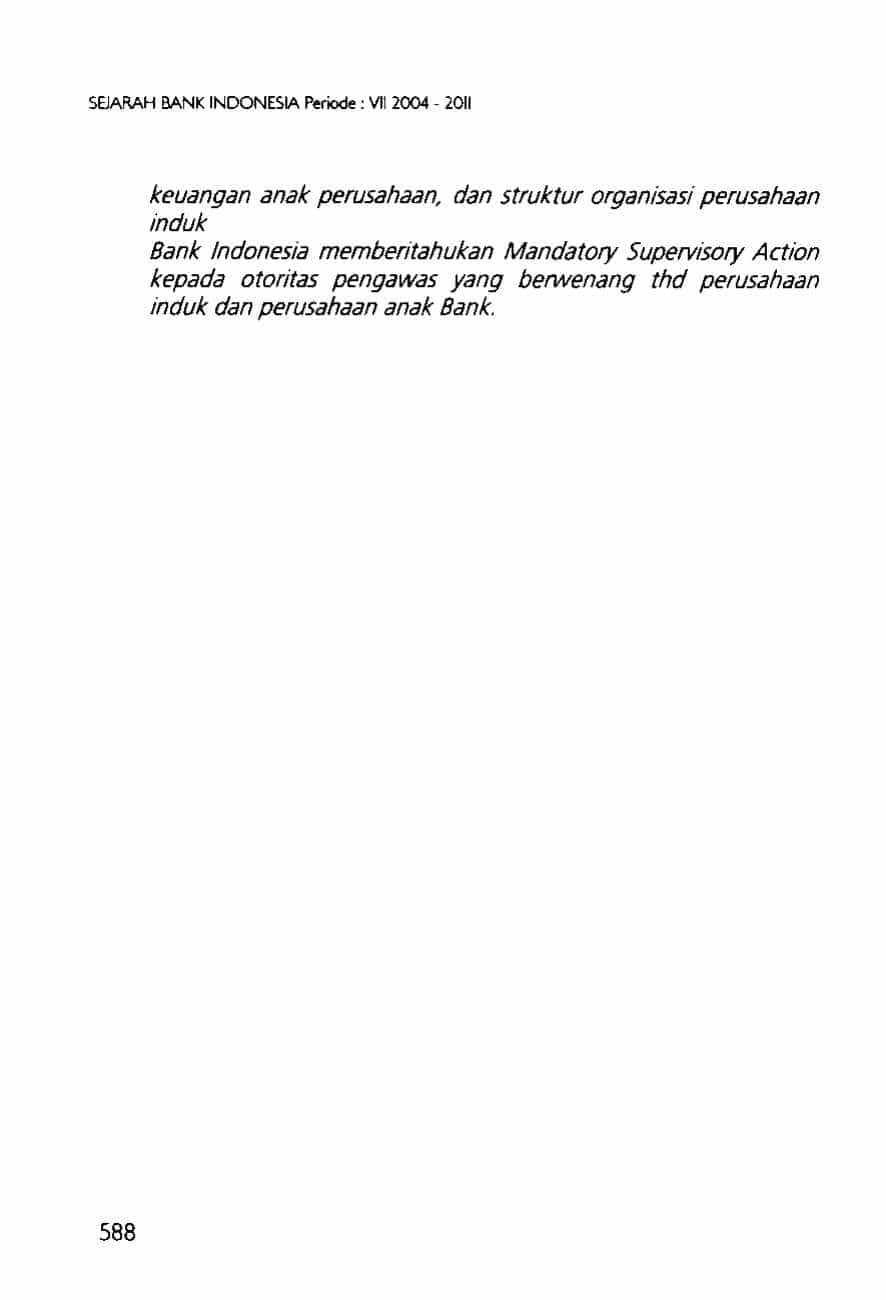 SEJARAH BANK INDONESIA Periode : VII 2004 - 2011
keuangan anak perusahaan, dan struktur organisasi perusahaan
induk
Bank Indonesia memberitahukan Mandatory Supervisory Action
kepada otoritas pengawas yang berwenang thd perusahaan
induk dan perusahaan anak Bank.
588